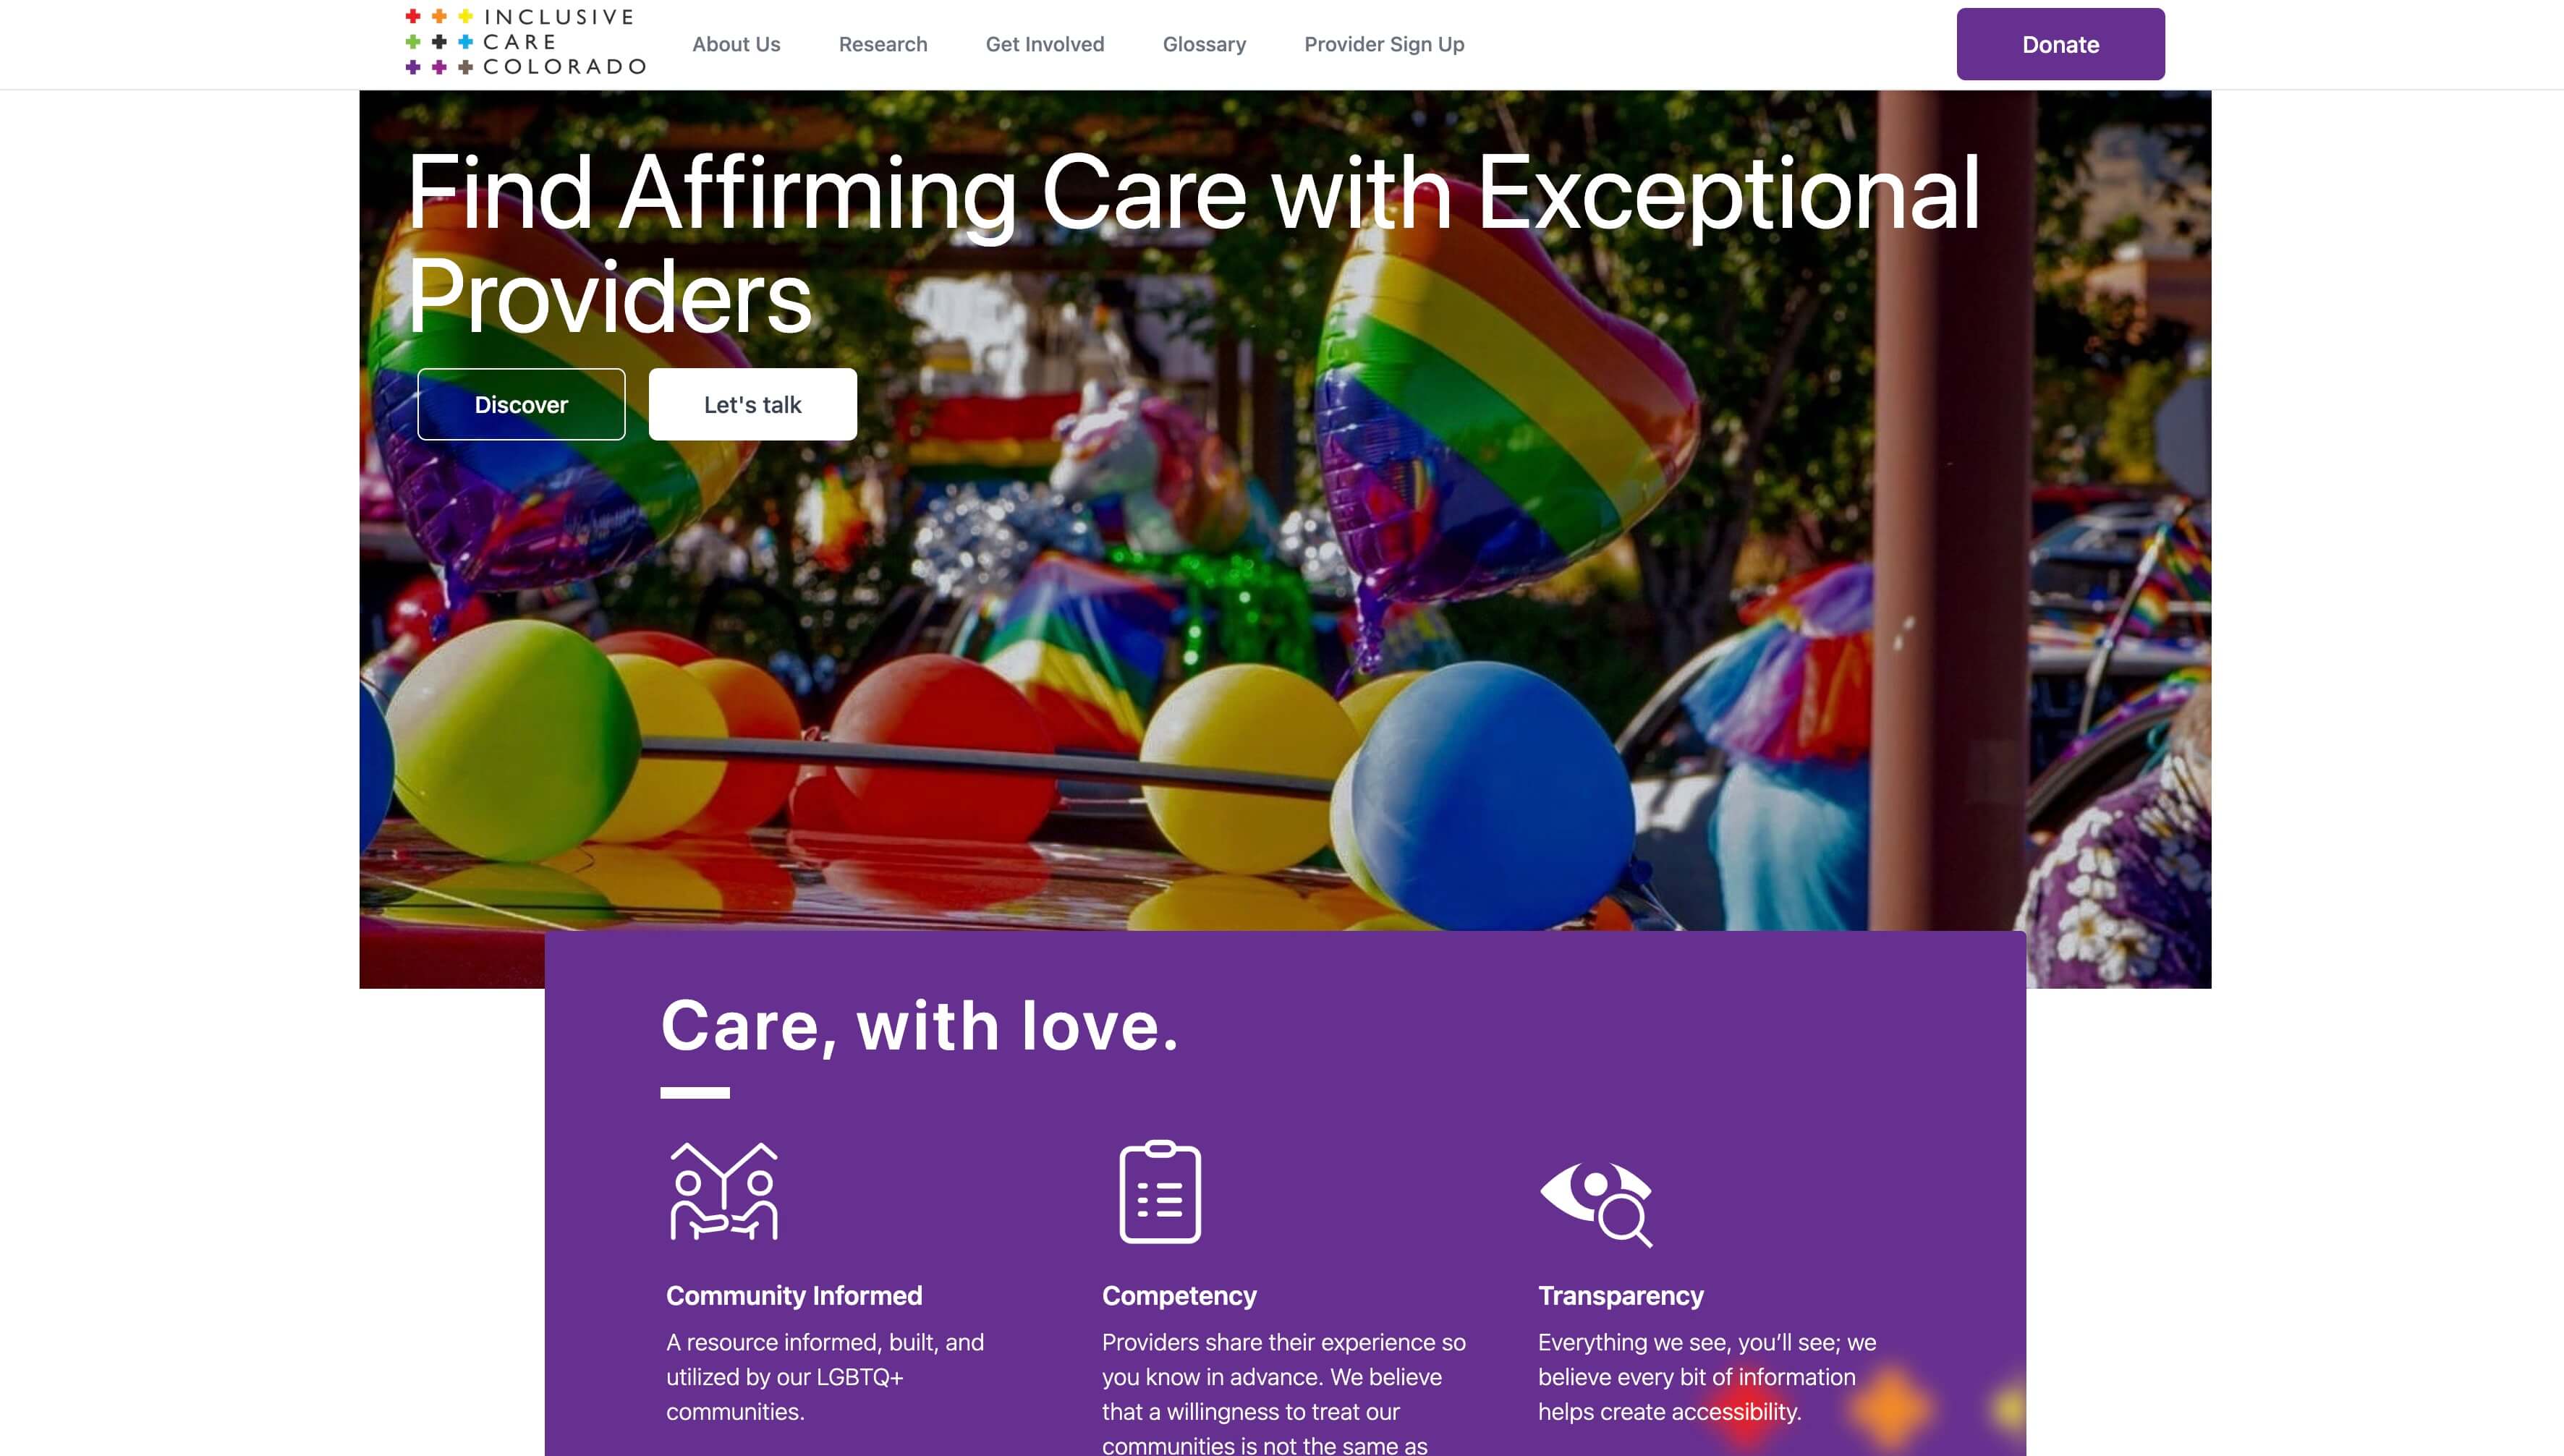 INCLUSIVE
CARE
COLORADO
About Us
Research
Get Involved
Glossary
Provider Sign Up
Donate
Find Affirming Care with Exceptional
Providers
Discover
Let's talk
Care, with love.
Community Informed
A resource informed, built, and
utilized by our LGBTQ+
communities.
Competency
Providers share their experience so
you know in advance. We believe
that a willingness to treat our
communities is not the same as
Transparency
Everything we see, you’ll see; we
believe every bit of information
helps create accessibility.